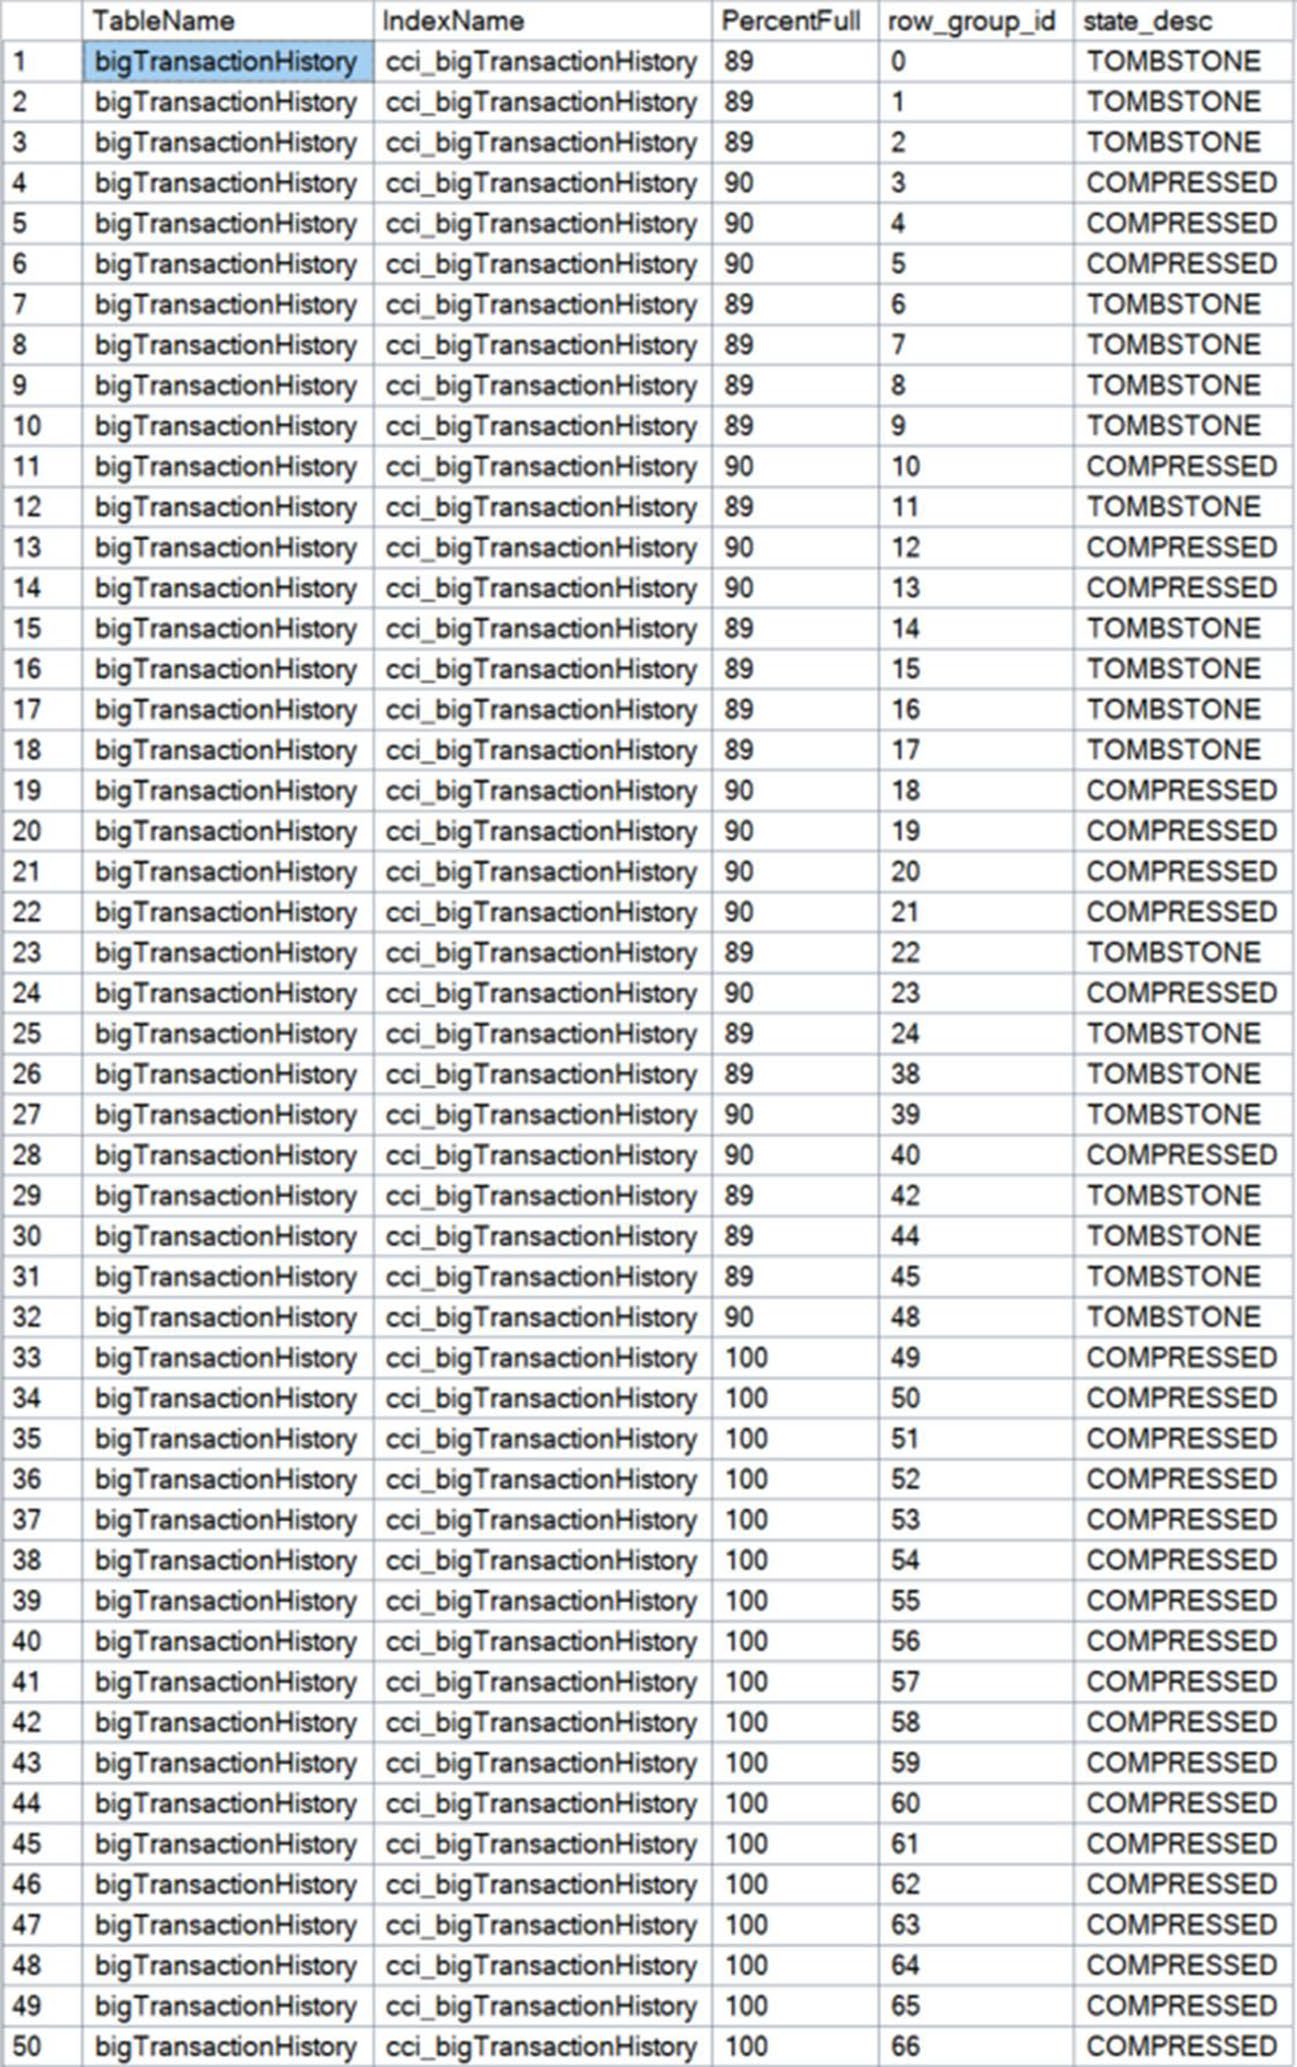 TableName IndexName PercentFull row_group_id state_desc
1 bigTransactionHistory cci_bigTransactionHistory 89 0 TOMBSTONE
2 bigTransactionHistory cci_bigTransactionHistory 89 1 TOMBSTONE
3 bigTransactionHistory cci_bigTransactionHistory 89 2 TOMBSTONE
4 bigTransactionHistory cci_bigTransactionHistory 90 3 COMPRESSED
5 bigTransactionHistory cci_bigTransactionHistory 90 4 COMPRESSED
6 bigTransactionHistory cci_bigTransactionHistory 90 5 COMPRESSED
7 bigTransactionHistory cci_bigTransactionHistory 89 6 TOMBSTONE
8 bigTransactionHistory cci_bigTransactionHistory 89 7 TOMBSTONE
9 bigTransactionHistory cci_bigTransactionHistory 89 8 TOMBSTONE
10 bigTransactionHistory cci_bigTransactionHistory 89 9 TOMBSTONE
11 bigTransactionHistory cci_bigTransactionHistory 90 10 COMPRESSED
12 bigTransactionHistory cci_bigTransactionHistory 89 11 TOMBSTONE
13 bigTransactionHistory cci_bigTransactionHistory 90 12 COMPRESSED
14 bigTransactionHistory cci_bigTransactionHistory 90 13 COMPRESSED
15 bigTransactionHistory cci_bigTransactionHistory 89 14 TOMBSTONE
16 bigTransactionHistory cci_bigTransactionHistory 89 15 TOMBSTONE
17 bigTransactionHistory cci_bigTransactionHistory 89 16 TOMBSTONE
18 bigTransactionHistory cci_bigTransactionHistory 89 17 TOMBSTONE
19 bigTransactionHistory cci_bigTransactionHistory 90 18 COMPRESSED
20 bigTransactionHistory cci_bigTransactionHistory 90 19 COMPRESSED
21 bigTransactionHistory cci_bigTransactionHistory 90 20 COMPRESSED
22 bigTransactionHistory cci_bigTransactionHistory 90 21 COMPRESSED
23 bigTransactionHistory cci_bigTransactionHistory 89 22 TOMBSTONE
24 bigTransactionHistory cci_bigTransactionHistory 90 23 COMPRESSED
25 bigTransactionHistory cci_bigTransactionHistory 89 24 TOMBSTONE
26 bigTransactionHistory cci_bigTransactionHistory 89 38 TOMBSTONE
27 bigTransactionHistory cci_bigTransactionHistory 90 39 TOMBSTONE
28 bigTransactionHistory cci_bigTransactionHistory 90 40 COMPRESSED
29 bigTransactionHistory cci_bigTransactionHistory 89 42 TOMBSTONE
30 bigTransactionHistory cci_bigTransactionHistory 89 44 TOMBSTONE
31 bigTransactionHistory cci_bigTransactionHistory 89 45 TOMBSTONE
32 bigTransactionHistory cci_bigTransactionHistory 90 48 TOMBSTONE
33 bigTransactionHistory cci_bigTransactionHistory 100 49 COMPRESSED
34 bigTransactionHistory cci_bigTransactionHistory 100 50 COMPRESSED
35 bigTransactionHistory cci_bigTransactionHistory 100 51 COMPRESSED
36 bigTransactionHistory cci_bigTransactionHistory 100 52 COMPRESSED
37 bigTransactionHistory cci_bigTransactionHistory 100 53 COMPRESSED
38 bigTransactionHistory cci_bigTransactionHistory 100 54 COMPRESSED
39 bigTransactionHistory cci_bigTransactionHistory 100 55 COMPRESSED
40 bigTransactionHistory cci_bigTransactionHistory 100 56 COMPRESSED
41 bigTransactionHistory cci_bigTransactionHistory 100 57 COMPRESSED
42 bigTransactionHistory cci_bigTransactionHistory 100 58 COMPRESSED
43 bigTransactionHistory cci_bigTransactionHistory 100 59 COMPRESSED
44 bigTransactionHistory cci_bigTransactionHistory 100 60 COMPRESSED
45 bigTransactionHistory cci_bigTransactionHistory 100 61 COMPRESSED
46 bigTransactionHistory cci_bigTransactionHistory 100 62 COMPRESSED
47 bigTransactionHistory cci_bigTransactionHistory 100 63 COMPRESSED
48 bigTransactionHistory cci_bigTransactionHistory 100 64 COMPRESSED
49 bigTransactionHistory cci_bigTransactionHistory 100 65 COMPRESSED
50 bigTransactionHistory cci_bigTransactionHistory 100 66 COMPRESSED